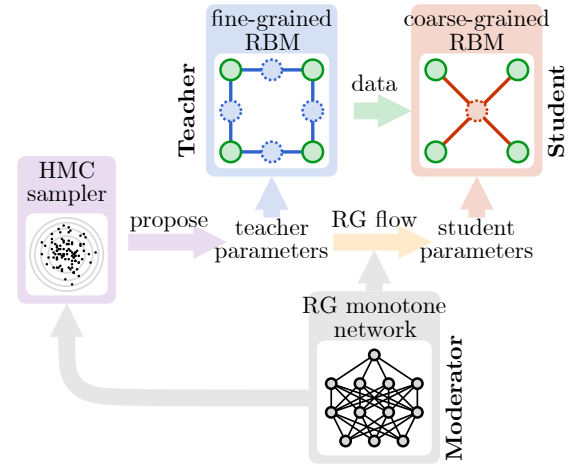 fine-grained
RBM
Teacher
coarse-grained
RBM
Student
data
HMC
sampler
propose
teacher
parameters
RG flow
student
parameters
RG monotone
network
Moderator